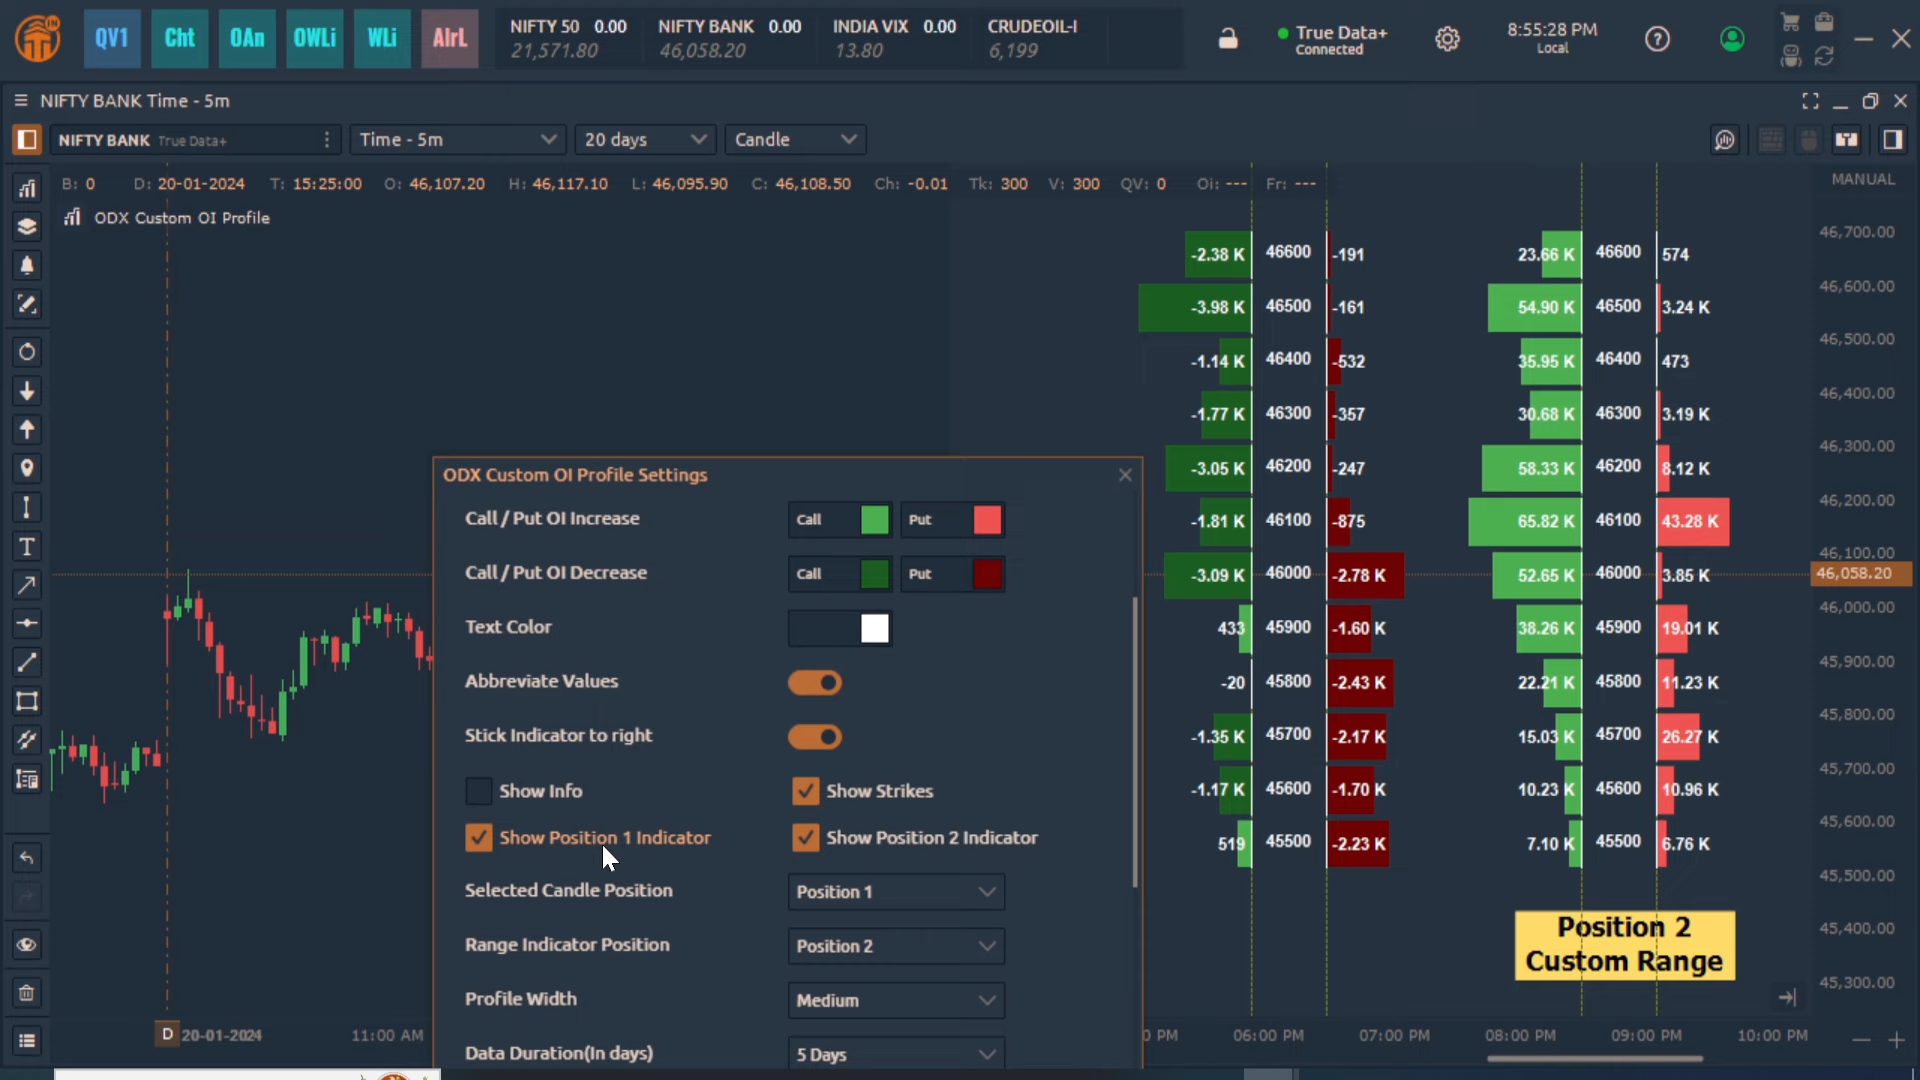 QV1 Cht OAn OWLi WLi AlrL
NIFTY 50 0.00 NIFTY BANK 0.00 INDIA VIX 0.00 CRUDEOIL-I
21,571.80 46,058.20 13.80 6,199
True Data+
Connected
8:55:28 PM
Local
NIFTY BANK Time - 5m
NIFTY BANK True Data+ Time - 5m 20 days Candle
B: 0 D: 20-01-2024 T: 15:25:00 O: 46,107.20 H: 46,117.10 L: 46,095.90 C: 46,108.50 Ch: -0.01 Tk: 300 V: 300 QV: 0 Oi: --- Fr: ---
MANUAL
ODX Custom OI Profile
46,700.00
-2.38 K 46600 -191 23.66 K 46600 574
46,600.00
-3.98 K 46500 -161 54.90 K 46500 3.24 K
46,500.00
-1.14 K 46400 -532 35.95 K 46400 473
46,400.00
-1.77 K 46300 -357 30.68 K 46300 3.19 K
46,300.00
-3.05 K 46200 -247 58.33 K 46200 8.12 K
46,200.00
-1.81 K 46100 -875 65.82 K 46100 43.28 K
46,100.00
-3.09 K 46000 -2.78 K 52.65 K 46000 3.85 K
46,058.20
46,000.00
433 45900 -1.60 K 38.26 K 45900 19.01 K
45,900.00
-20 45800 -2.43 K 22.21 K 45800 11.23 K
45,800.00
-1.35 K 45700 -2.17 K 15.03 K 45700 26.27 K
45,700.00
-1.17 K 45600 -1.70 K 10.23 K 45600 10.96 K
45,600.00
519 45500 -2.23 K 7.10 K 45500 6.76 K
45,500.00
45,400.00
45,300.00
ODX Custom OI Profile Settings
Call / Put OI Increase Call Put
Call / Put OI Decrease Call Put
Text Color
Abbreviate Values
Stick Indicator to right
Show Info Show Strikes
Show Position 1 Indicator Show Position 2 Indicator
Selected Candle Position Position 1
Range Indicator Position Position 2
Profile Width Medium
Data Duration(In days) 5 Days
Position 2
Custom Range
D 20-01-2024 11:00 AM 06:00 PM 07:00 PM 08:00 PM 09:00 PM 10:00 PM